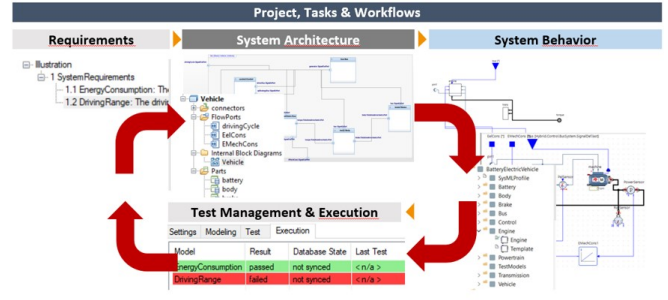 Project, Tasks & Workflows
Requirements
System Architecture
System Behavior
Illustration
1 SystemRequirements
1.1 EnergyConsumption: The
1.2 DrivingRange: The drivi
Vehicle
connectors
FlowPorts
drivingCycle
EelCons
EMechCons
Internal Block Diagrams
Vehicle
Parts
battery
body
BatteryElectricVehicle
SysMLProfile
Battery
Body
Brake
Bus
Control
Engine
Engine
Template
Powertrain
TestModels
Transmission
Vehicle
Test Management & Execution
Settings Modeling Test Execution
Model Result Database State Last Test
EnergyConsumption passed not synced <n/a>
DrivingRange failed not synced <n/a>